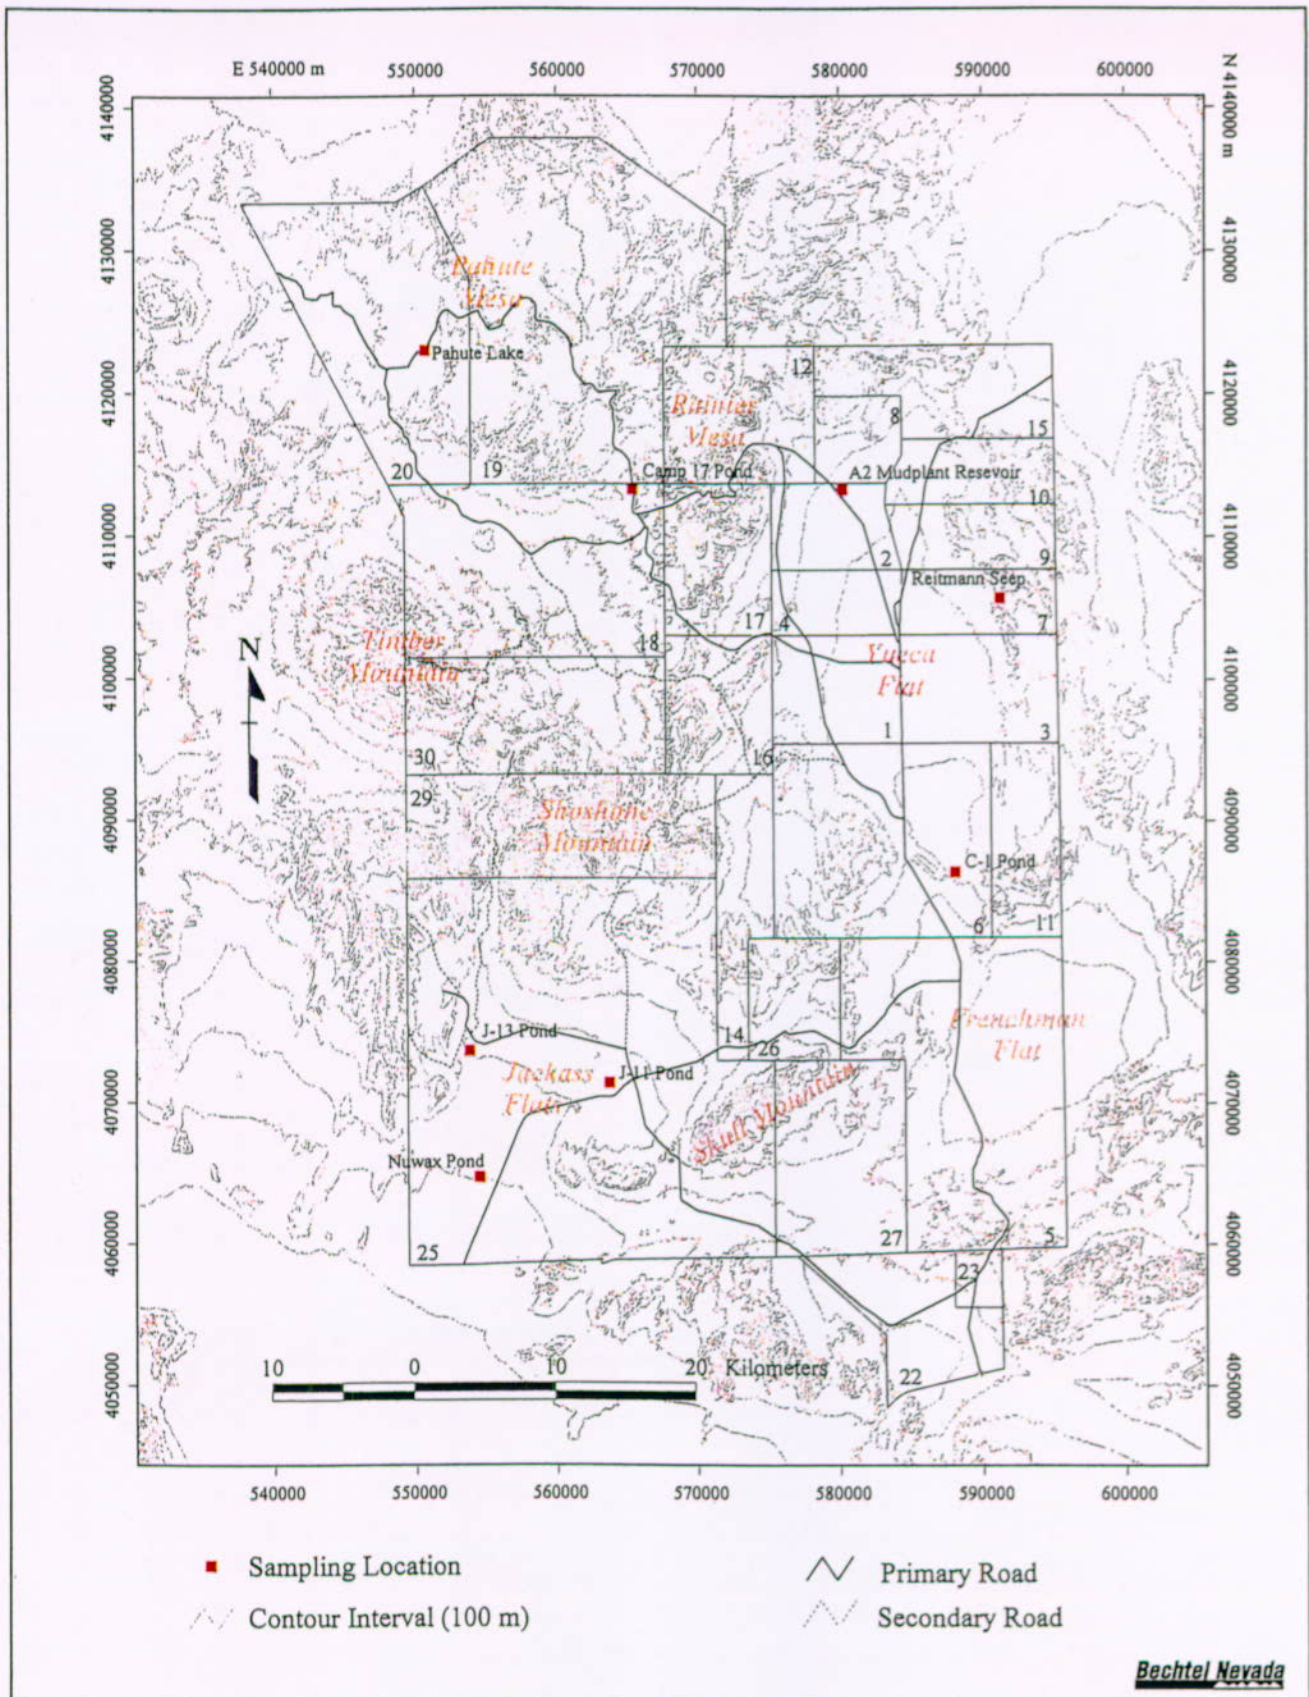 E 540000 m 550000 560000 570000 580000 590000 600000
N 4140000 m
4140000
4130000
4130000
Pahute
Mesa
Pahute Lake
12
4120000
4120000
Rainier
Mesa
8
15
20
19
Camp 17 Pond
A2 Mudplant Resevoir
10
4110000
4110000
2
9
Reitmann Seep
17
4
7
18
N
Timber
Mountain
Yucca
Flat
4100000
4100000
1
3
30
16
29
Shoshone
Mountain
4090000
4090000
C-1 Pond
6
11
4080000
4080000
J-13 Pond
14
26
Frenchman
Flat
Jackass
Flats
J-11 Pond
4070000
4070000
Skull Mountain
Nuwax Pond
25
27
5
4060000
4060000
23
10 0 10 20 Kilometers
22
4050000
4050000
540000 550000 560000 570000 580000 590000 600000
Sampling Location
Primary Road
Contour Interval (100 m)
Secondary Road
Bechtel Nevada